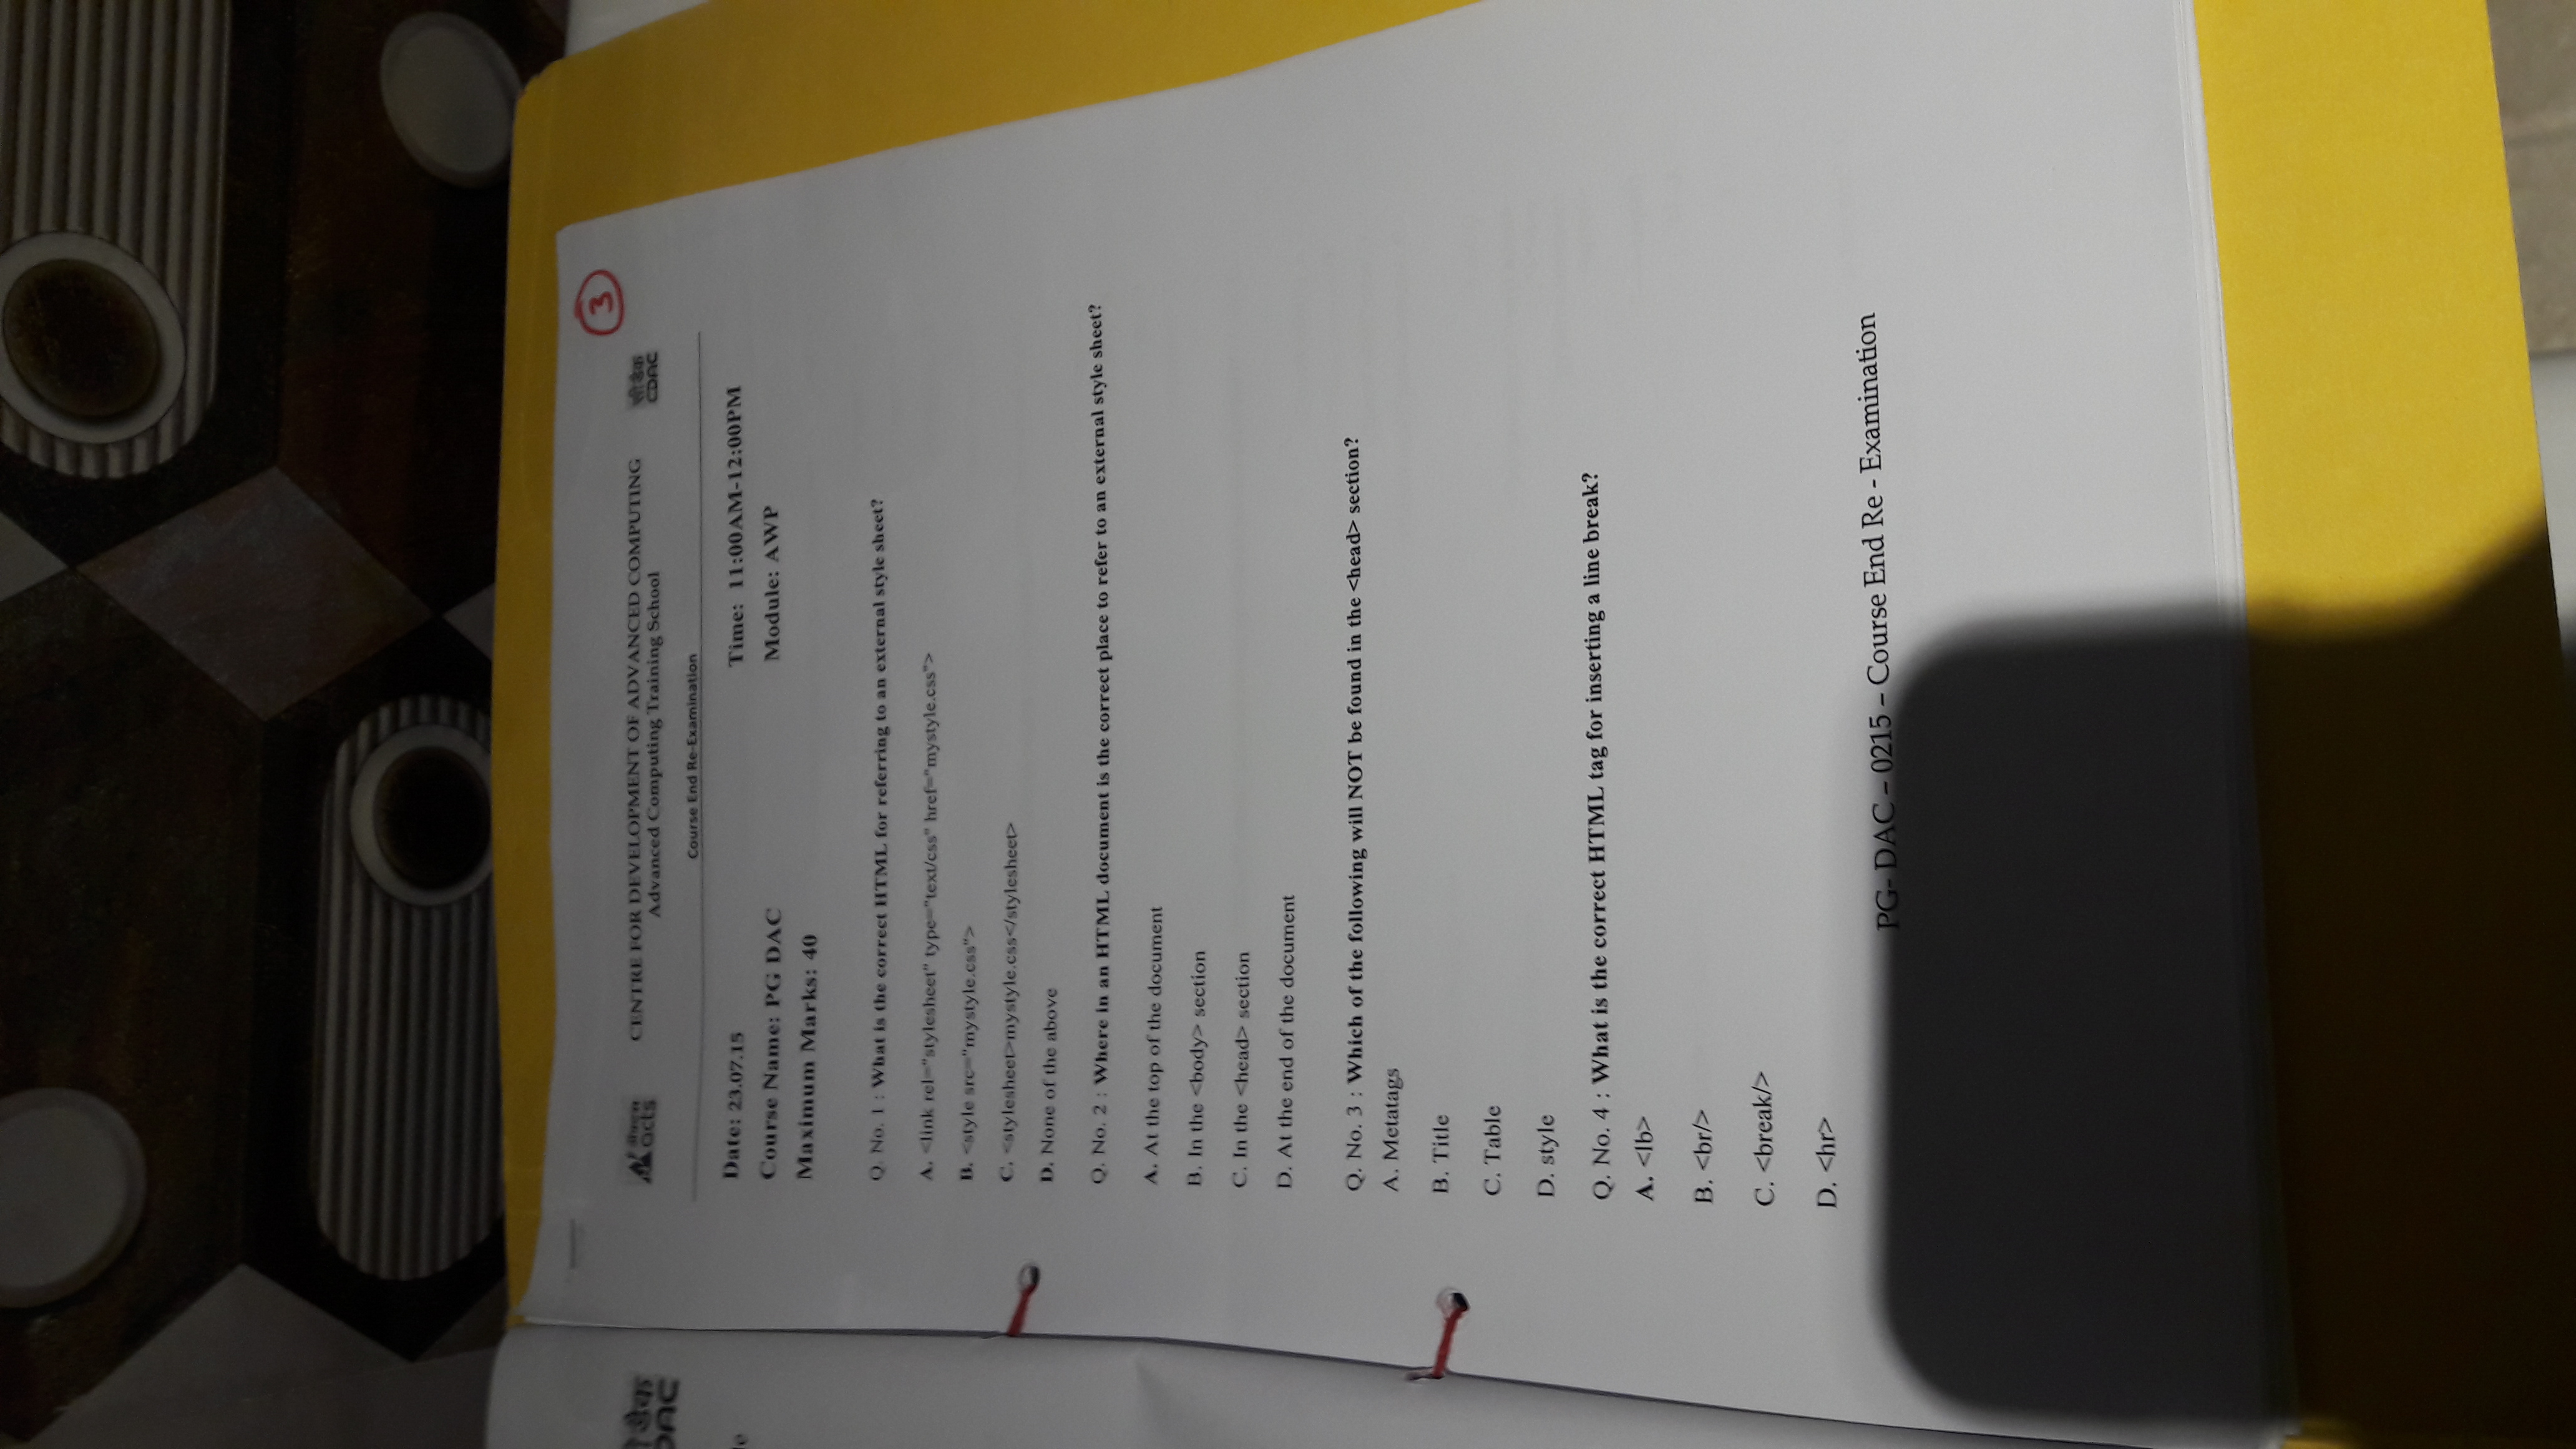 3
acts
CENTRE FOR DEVELOPMENT OF ADVANCED COMPUTING
Advanced Computing Training School
सी डैक
CDAC
Course End Re-Examination
Date: 23.07.15
Time: 11:00AM-12:00PM
Course Name: PG DAC
Module: AWP
Maximum Marks: 40
Q. No. 1 : What is the correct HTML for referring to an external style sheet?
A. <link rel="stylesheet" type="text/css" href="mystyle.css">
B. <style src="mystyle.css">
C. <stylesheet>mystyle.css</stylesheet>
D. None of the above
Q. No. 2 : Where in an HTML document is the correct place to refer to an external style sheet?
A. At the top of the document
B. In the <body> section
C. In the <head> section
D. At the end of the document
Q. No. 3 : Which of the following will NOT be found in the <head> section?
A. Metatags
B. Title
C. Table
D. style
Q. No. 4 : What is the correct HTML tag for inserting a line break?
A. <lb>
B. <br/>
C. <break/>
D. <hr>
PG- DAC – 0215 – Course End Re - Examination